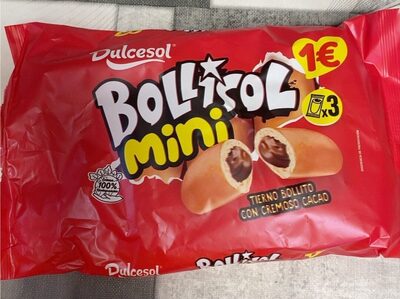 Dulcesol
1€
x3
BOLLISOL
mini
100%
TIERNO BOLLITO
CON CREMOSO CACAO
Dulcesol